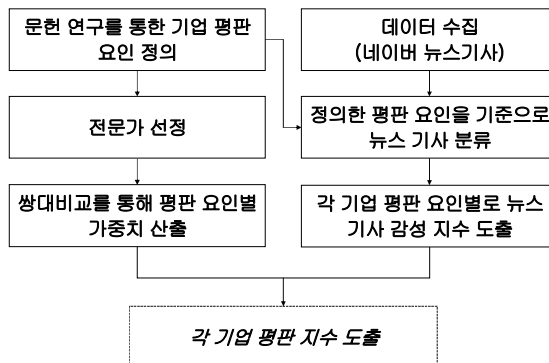 문헌 연구를 통한 기업 평판
요인 정의
전문가 선정
쌍대비교를 통해 평판 요인별
가중치 산출
데이터 수집
(네이버 뉴스기사)
정의한 평판 요인을 기준으로
뉴스 기사 분류
각 기업 평판 요인별로 뉴스
기사 감성 지수 도출
각 기업 평판 지수 도출